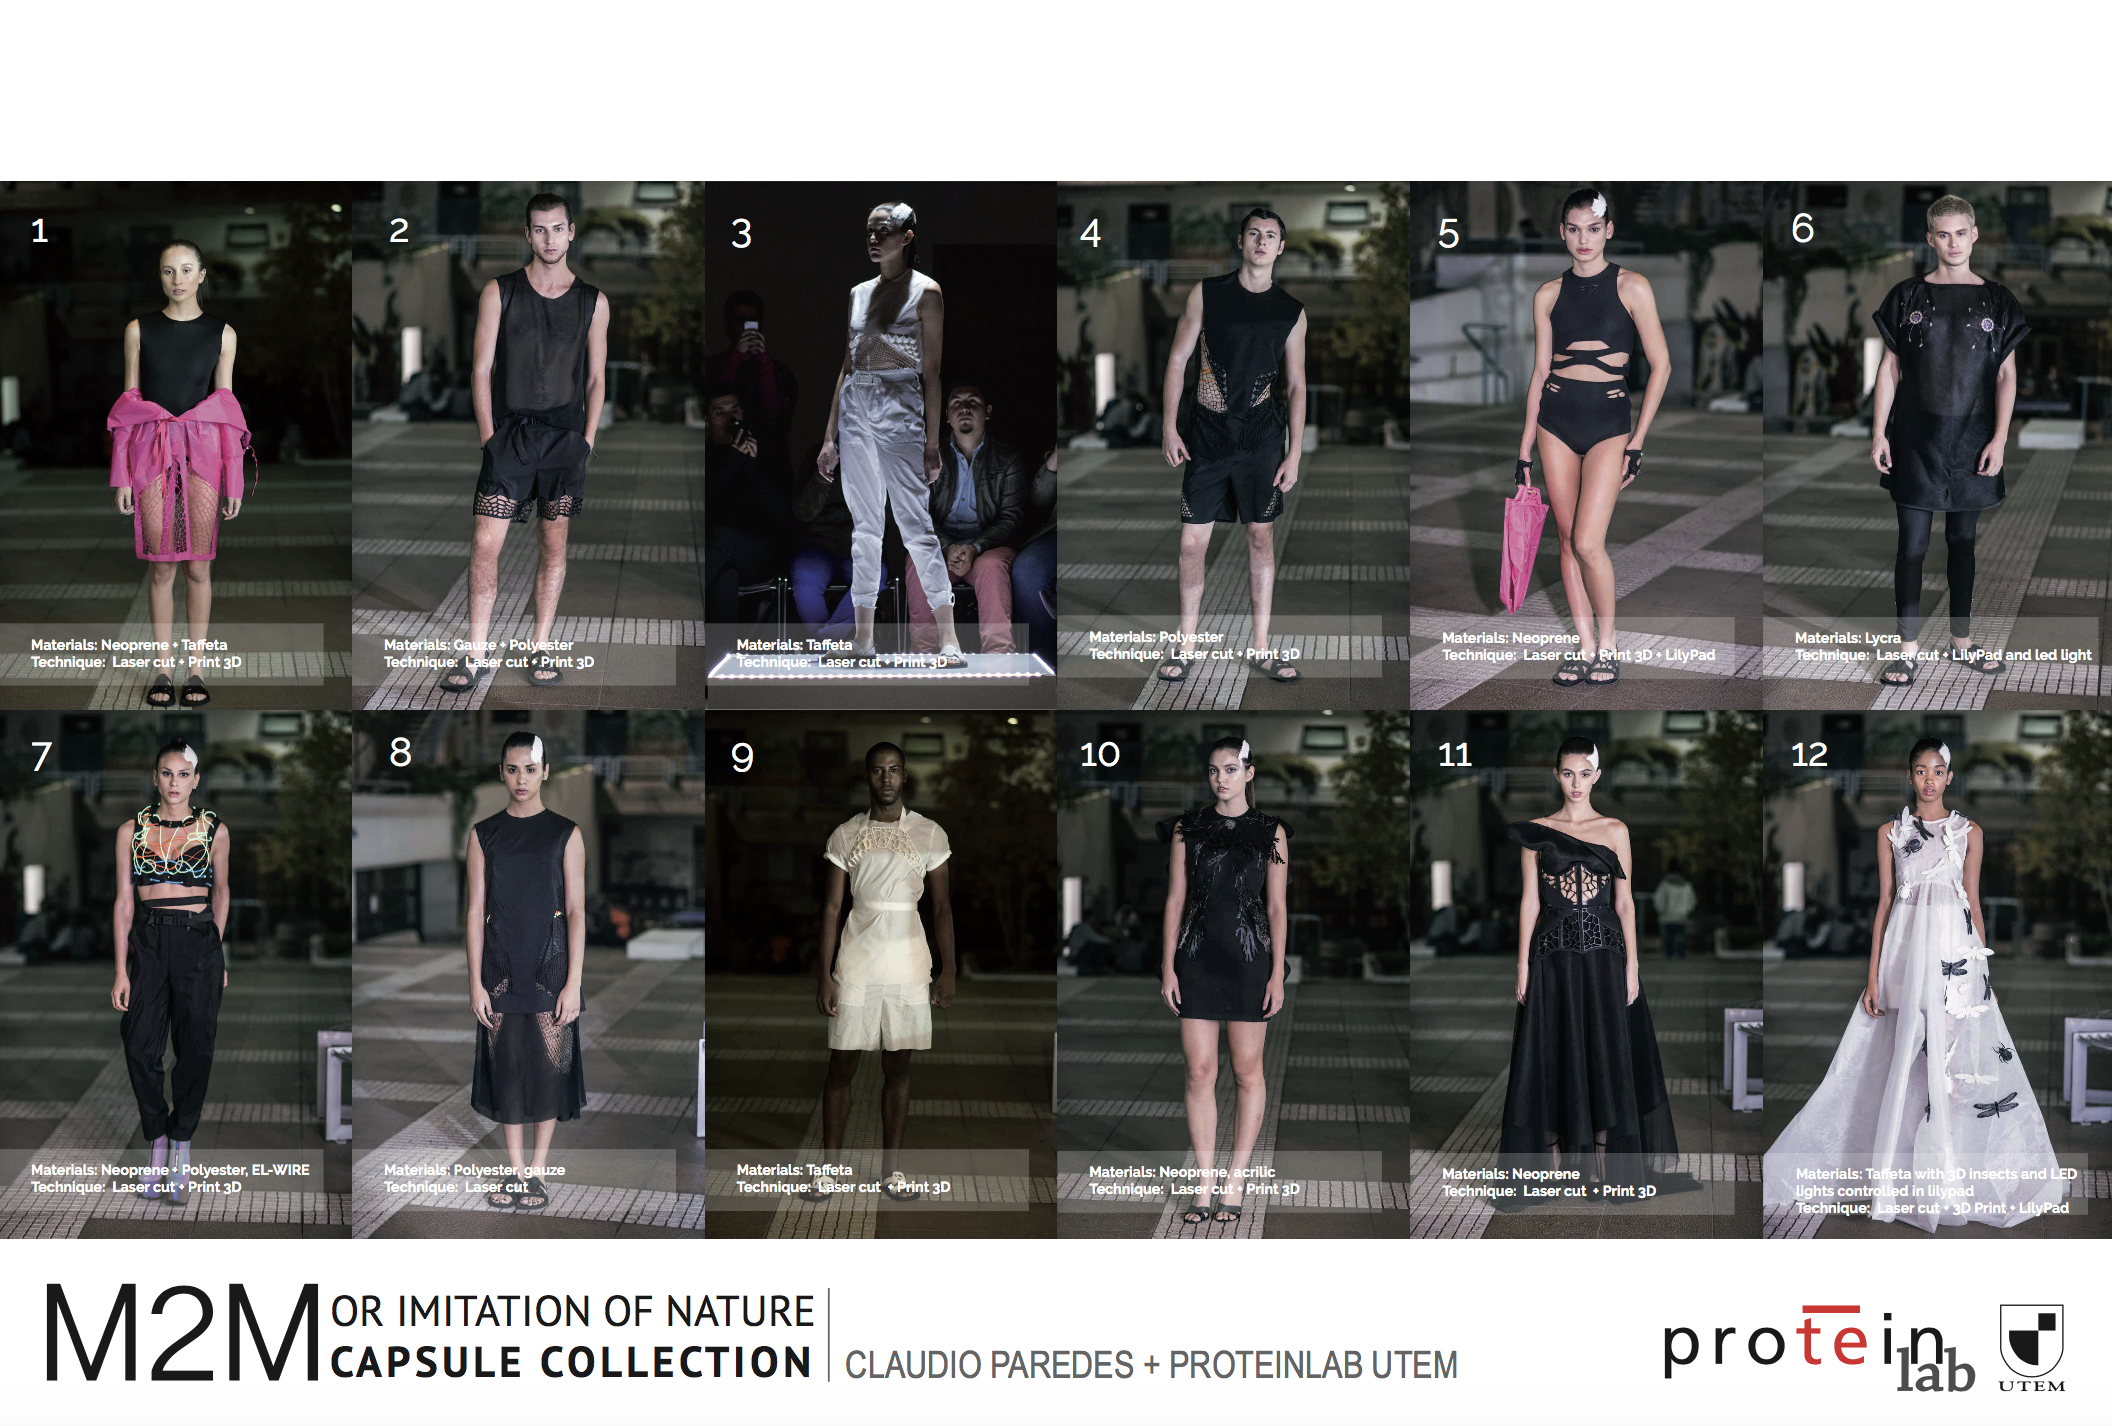 1
2
3
4
5
6
Materials: Neoprene + Taffeta
Technique: Laser cut + Print 3D
Materials: Gauze + Polyester
Technique: Laser cut + Print 3D
Materials: Taffeta
Technique: Laser cut + Print 3D
Materials: Polyester
Technique: Laser cut + Print 3D
Materials: Neoprene
Technique: Laser cut + Print 3D + LilyPad
Materials: Lycra
Technique: Laser cut + LilyPad and led light
7
8
9
10
11
12
Materials: Neoprene + Polyester, EL-WIRE
Technique: Laser cut + Print 3D
Materials: Polyester, gauze
Technique: Laser cut
Materials: Taffeta
Technique: Laser cut + Print 3D
Materials: Neoprene, acrilic
Technique: Laser cut + Print 3D
Materials: Neoprene
Technique: Laser cut + Print 3D
Materials: Taffeta with 3D insects and LED
lights controlled in lilypad
Technique: Laser cut + 3D Print + LilyPad
M2M
OR IMITATION OF NATURE
CAPSULE COLLECTION
CLAUDIO PAREDES + PROTEINLAB UTEM
protein
lab
UTEM